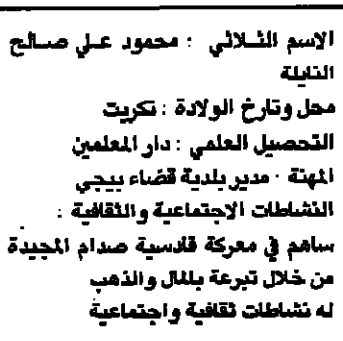 الاسم الثلاثي : محمود علي صالح
النايلة
محل وتارخ الولادة : تكريت
التحصيل العلمي : دار المعلمين
المهنة . مدير بلدية قضاء بيجي
النشاطات الاجتماعية والثقافية :
ساهم في معركة قادسية صدام المجيدة
من خلال تبرعة بالمال والذهب
له نشاطات ثقافية واجتماعية